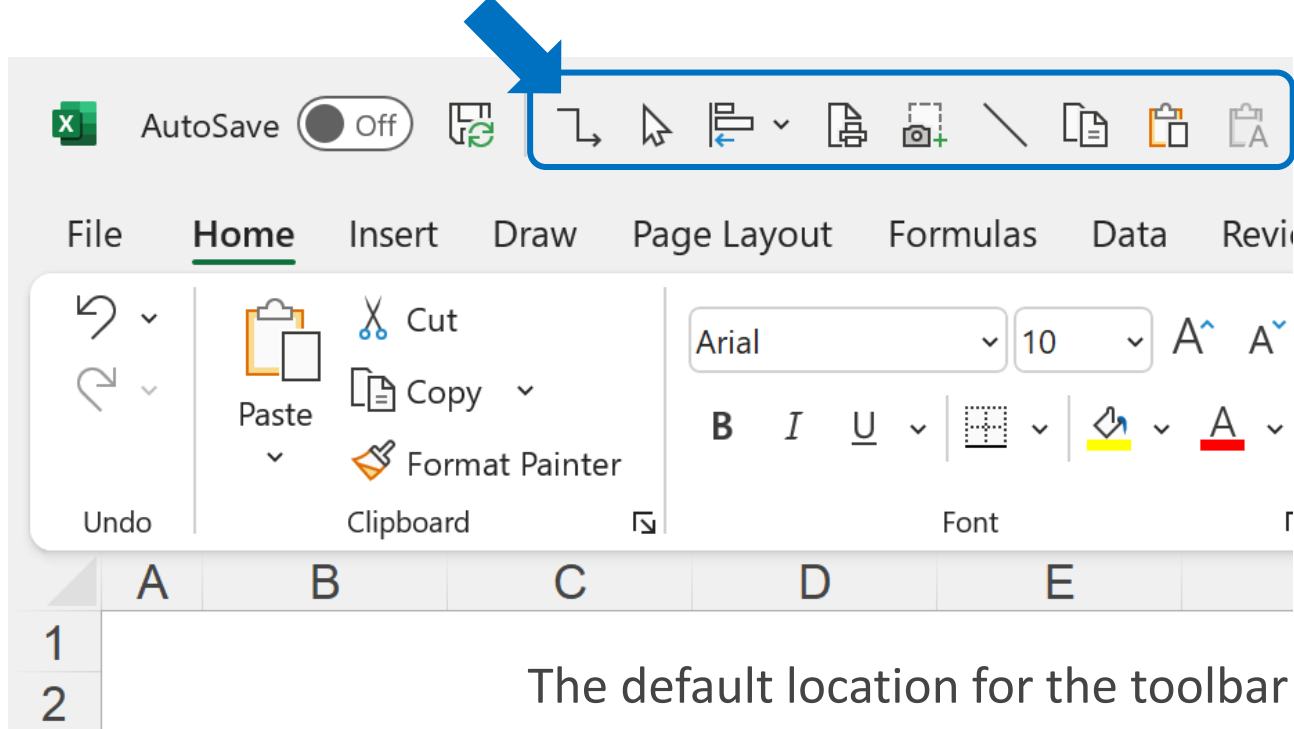 AutoSave Off
File Home Insert Draw Page Layout Formulas Data Revi
Cut
Arial 10 A A
Copy
Paste
B I U A
Format Painter
Undo Clipboard Font
A B C D E
1
The default location for the toolbar
2